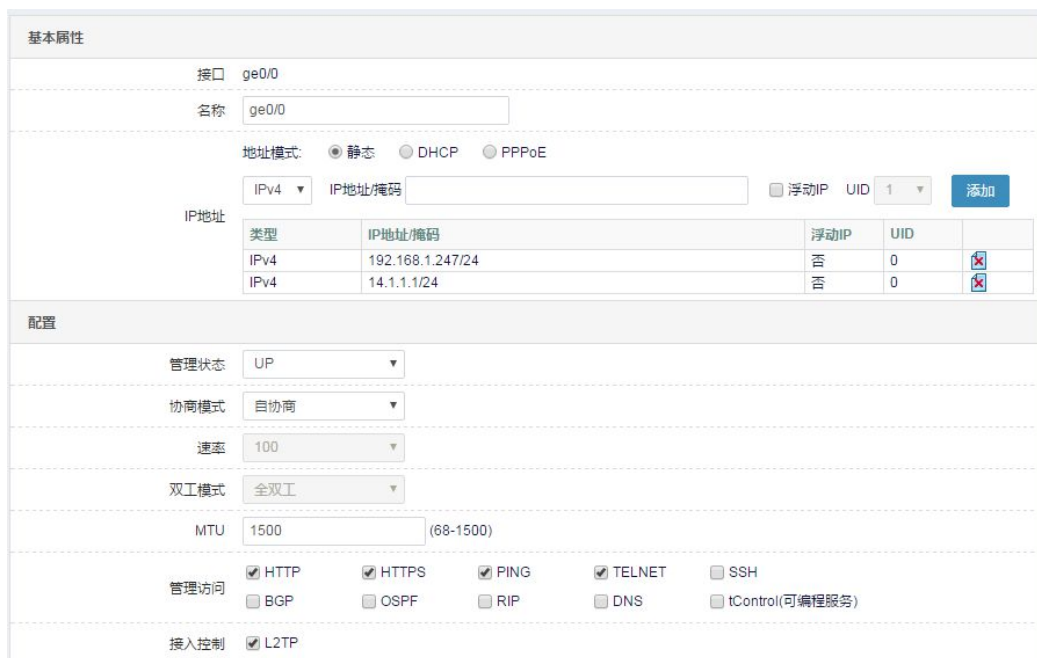 基本属性
接口 ge0/0
名称 ge0/0
地址模式: 静态 DHCP PPPoE
IPv4 IP地址/掩码 浮动IP UID 1 添加
IP地址
类型 IP地址/掩码 浮动IP UID
IPv4 192.168.1.247/24 否 0
IPv4 14.1.1.1/24 否 0
配置
管理状态 UP
协商模式 自协商
速率 100
双工模式 全双工
MTU 1500 (68-1500)
管理访问
HTTP HTTPS PING TELNET SSH
BGP OSPF RIP DNS tControl(可编程服务)
接入控制 L2TP